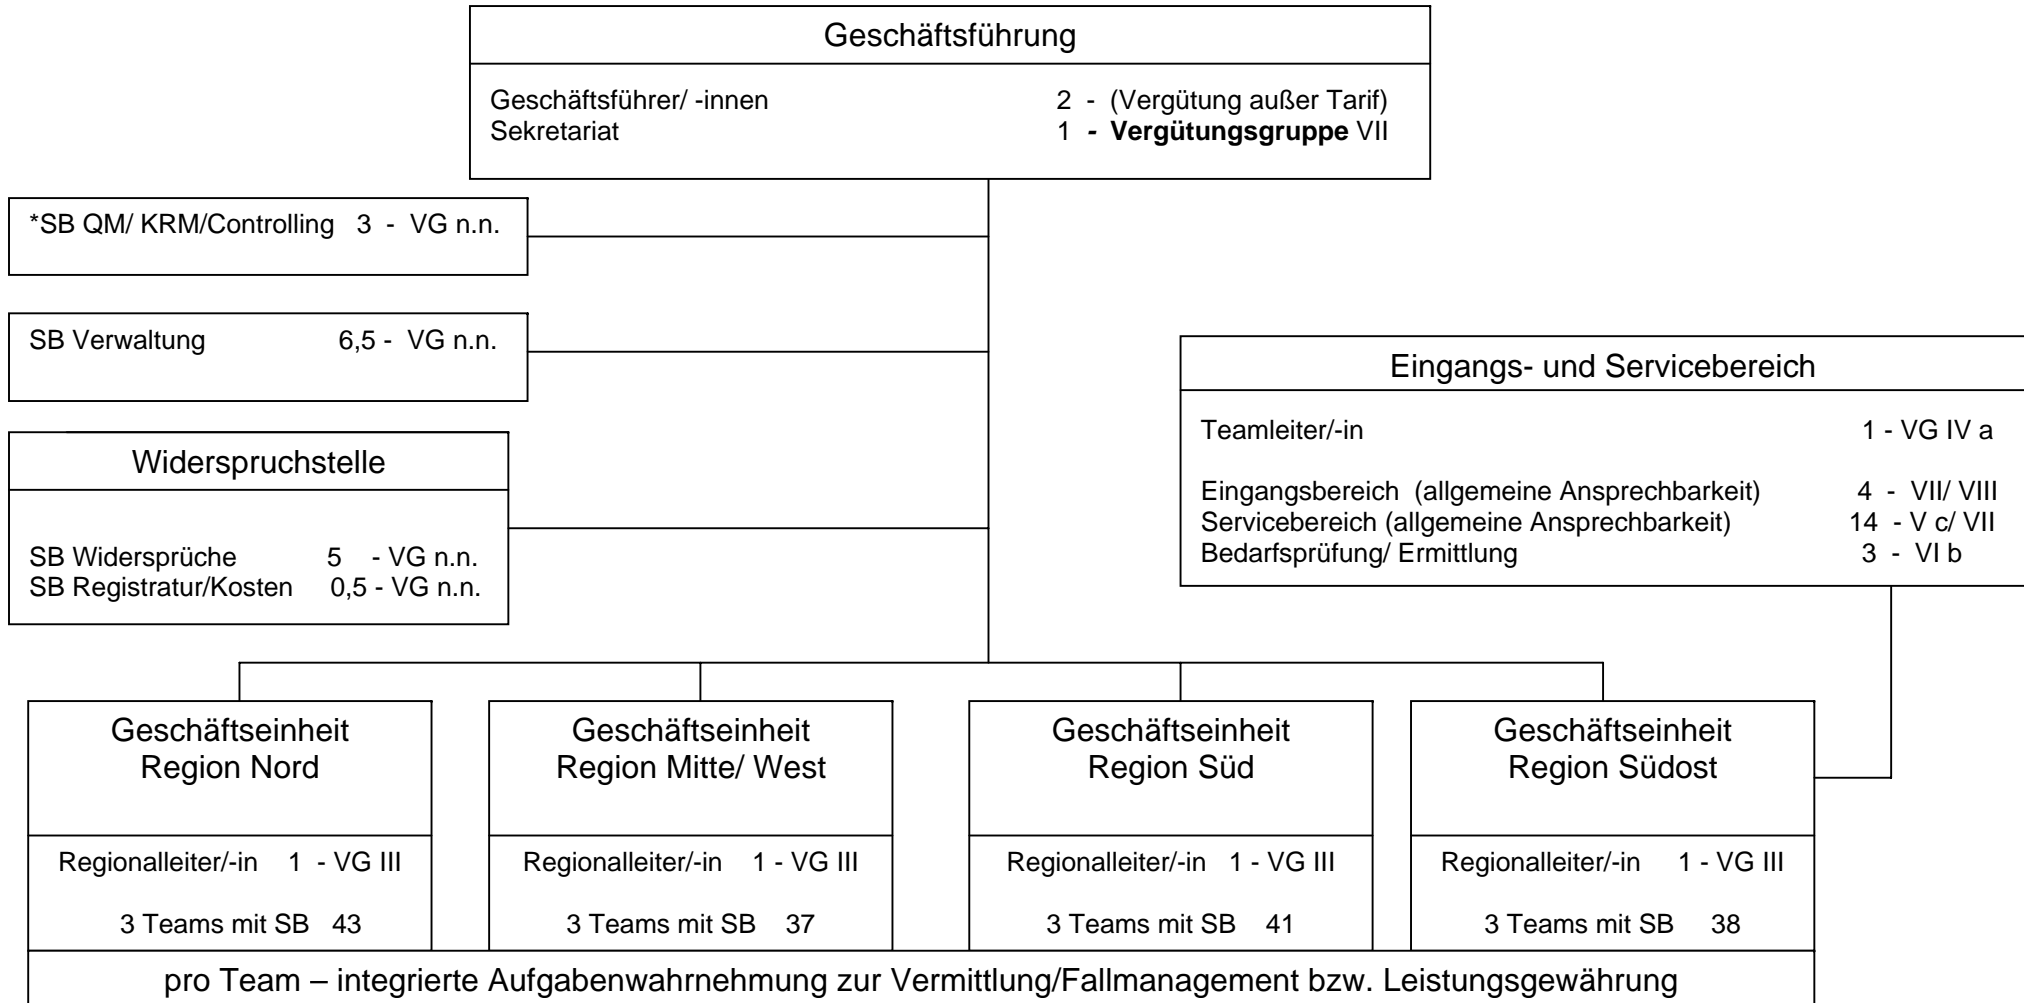 Geschäftsführung
Geschäftsführer/ -innen 2 - (Vergütung außer Tarif)
Sekretariat 1 - Vergütungsgruppe VII
*SB QM/ KRM/Controlling 3 - VG n.n.
SB Verwaltung 6,5 - VG n.n.
Widerspruchstelle
SB Widersprüche 5 - VG n.n.
SB Registratur/Kosten 0,5 - VG n.n.
Eingangs- und Servicebereich
Teamleiter/-in 1 - VG IV a
Eingangsbereich (allgemeine Ansprechbarkeit) 4 - VII/ VIII
Servicebereich (allgemeine Ansprechbarkeit) 14 - V c/ VII
Bedarfsprüfung/ Ermittlung 3 - VI b
Geschäftseinheit
Region Nord
Regionalleiter/-in 1 - VG III
3 Teams mit SB 43
Geschäftseinheit
Region Mitte/ West
Regionalleiter/-in 1 - VG III
3 Teams mit SB 37
Geschäftseinheit
Region Süd
Regionalleiter/-in 1 - VG III
3 Teams mit SB 41
Geschäftseinheit
Region Südost
Regionalleiter/-in 1 - VG III
3 Teams mit SB 38
pro Team – integrierte Aufgabenwahrnehmung zur Vermittlung/Fallmanagement bzw. Leistungsgewährung